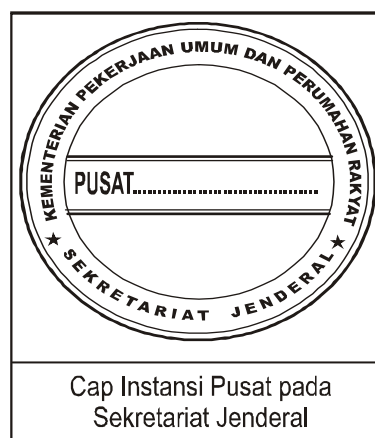 KEMENTERIAN PEKERJAAN UMUM DAN PERUMAHAN RAKYAT
PUSAT...............................................
★ SEKRETARIAT JENDERAL ★
Cap Instansi Pusat pada
Sekretariat Jenderal